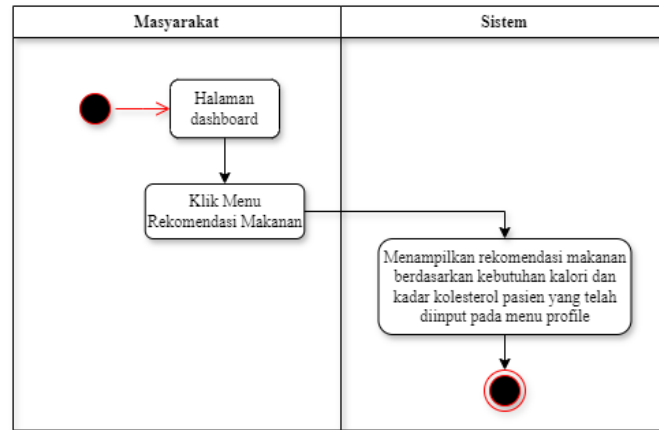 Masyarakat
Sistem
Halaman
dashboard
Klik Menu
Rekomendasi Makanan
Menampilkan rekomendasi makanan
berdasarkan kebutuhan kalori dan
kadar kolesterol pasien yang telah
diinput pada menu profile